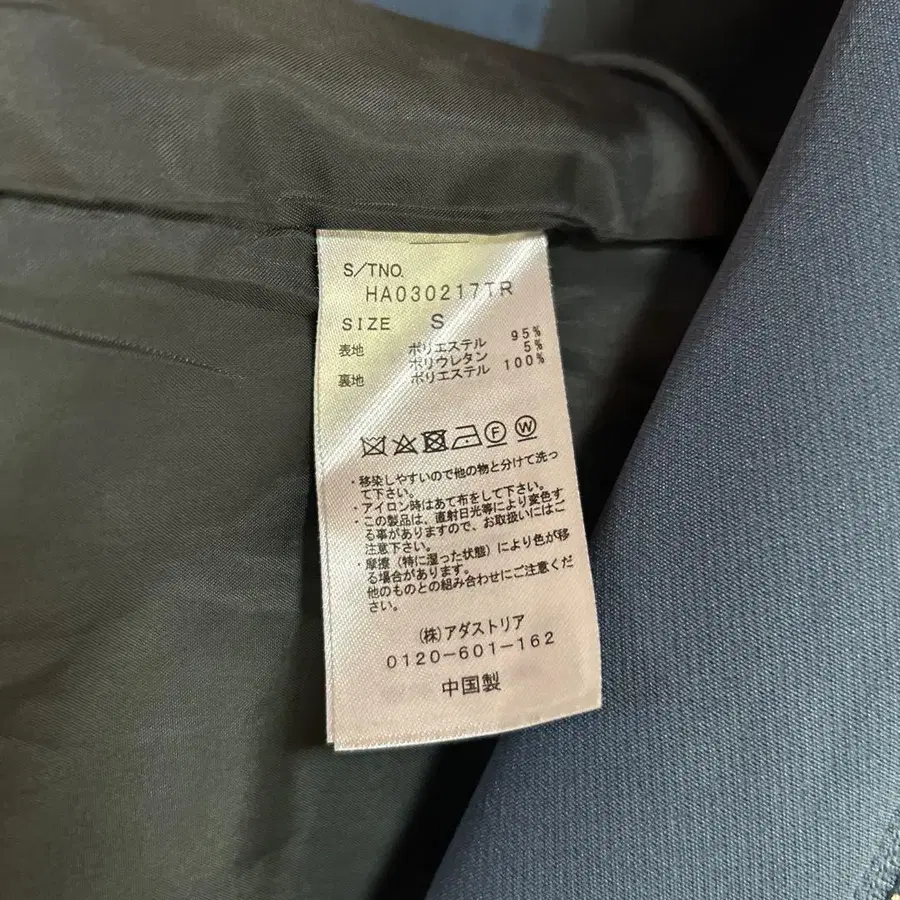 S/TNO.
HA030217TR
SIZE S
表地 ポリエステル 95%
ポリウレタン 5%
裏地 ポリエステル 100%
F W
・移染しやすいので他の物と分けて洗っ
て下さい。
・アイロン時はあて布をして下さい。
・この製品は、直射日光等により変色す
る事がありますので、お取扱いにはご
注意下さい。
・摩擦（特に湿った状態）により色が移
る場合があります。
他のものとの組み合わせにご注意くだ
さい。
(株)アダストリア
0120-601-162
中国製